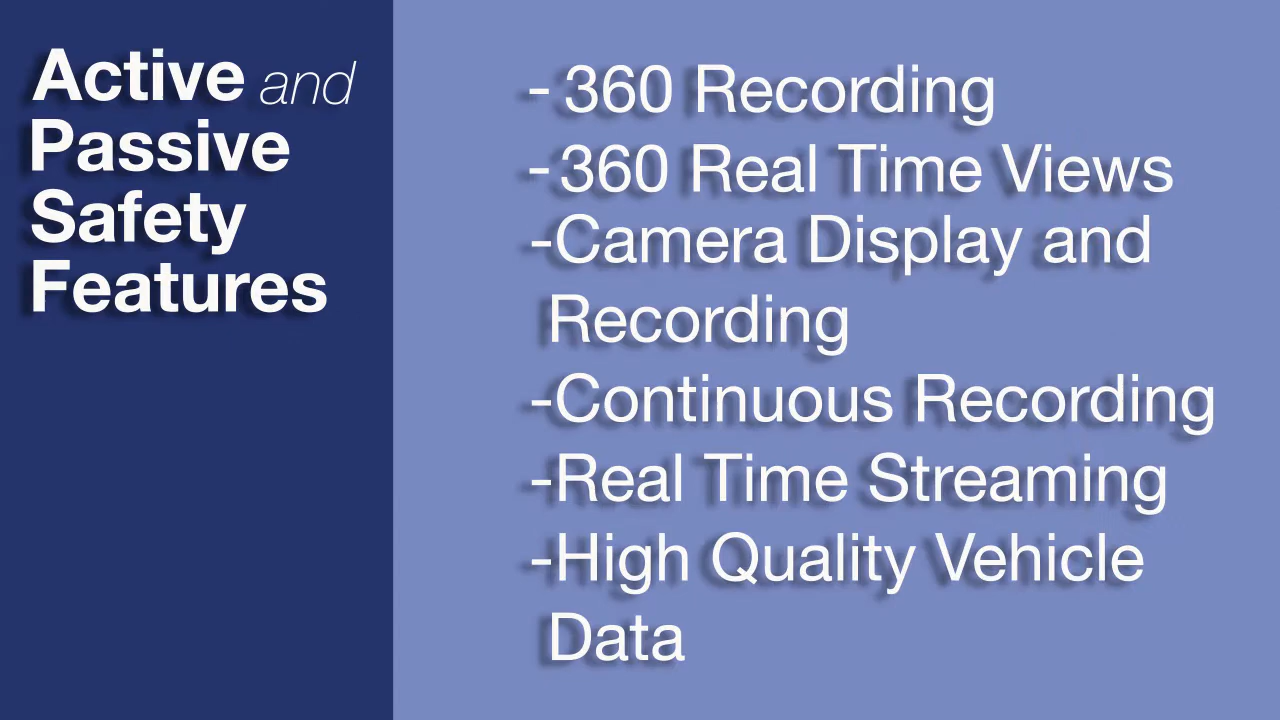 Active and
Passive
Safety
Features
- 360 Recording
- 360 Real Time Views
-Camera Display and
Recording
-Continuous Recording
-Real Time Streaming
-High Quality Vehicle
Data